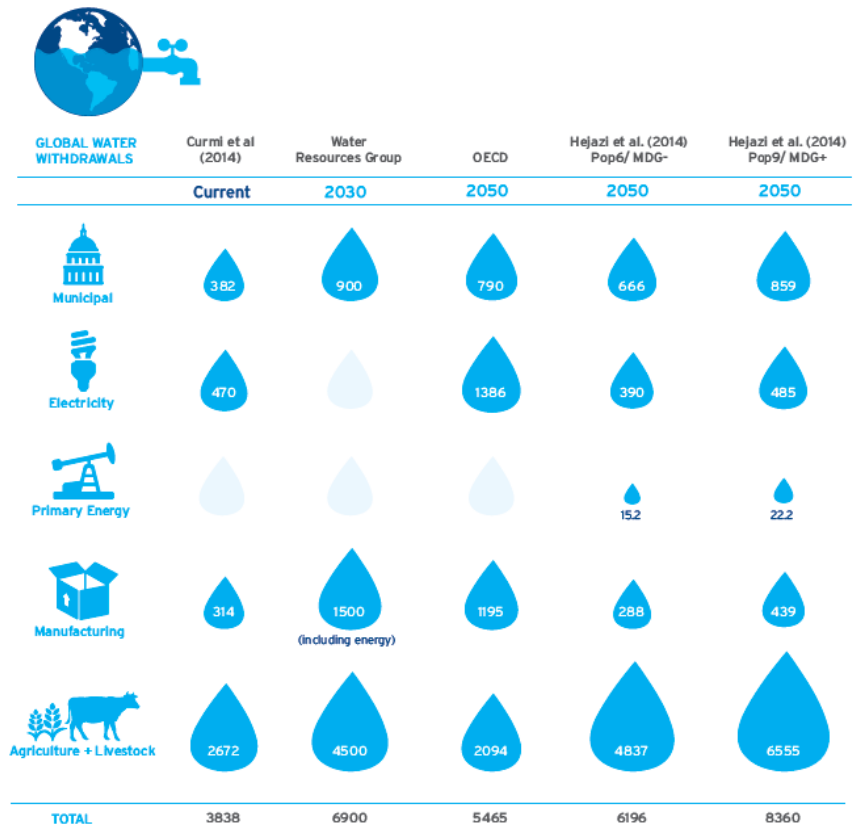 GLOBAL WATER
WITHDRAWALS
Curmi et al
(2014)
Water
Resources Group
OECD
Hejazi et al. (2014)
Pop6/ MDG-
Hejazi et al. (2014)
Pop9/ MDG+
Current 2030 2050 2050 2050
382 900 790 666 859
Municipal
470 1386 390 485
Electricity
Primary Energy
15.2 22.2
314 1500 1195 288 439
Manufacturing
(including energy)
2672 4500 2094 4837 6555
Agriculture + Livestock
TOTAL 3838 6900 5465 6196 8360